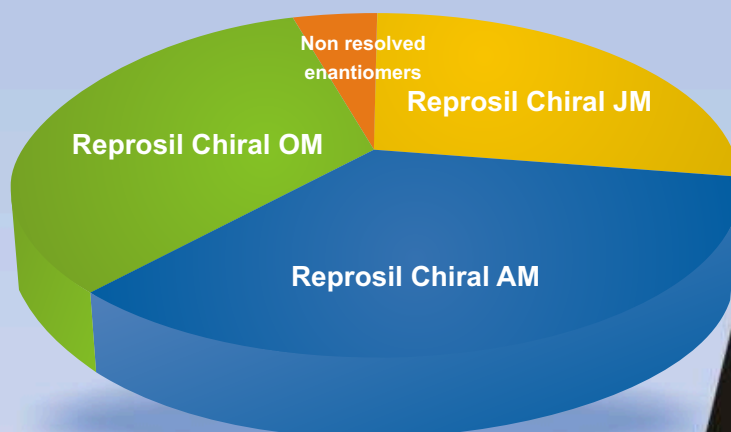 Non resolved
enantiomers
Reprosil Chiral JM
Reprosil Chiral OM
Reprosil Chiral AM